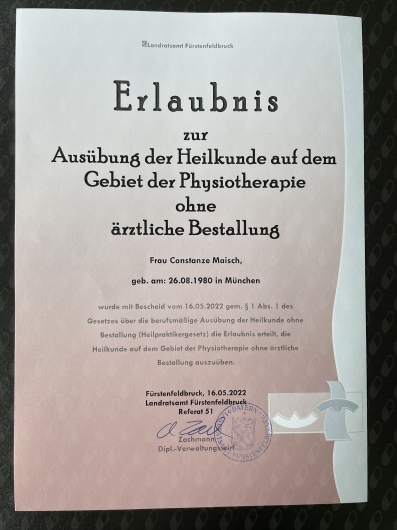 Landratsamt Fürstenfeldbruck
Erlaubnis
zur
Ausübung der Heilkunde auf dem
Gebiet der Physiotherapie
ohne
ärztliche Bestallung
Frau Constanze Maisch,
geb. am: 26.08.1980 in München
wurde mit Bescheid vom 16.05.2022 gem. § 1 Abs. 1 des
Gesetzes über die berufsmäßige Ausübung der Heilkunde ohne
Bestallung (Heilpraktikergesetz) die Erlaubnis erteilt, die
Heilkunde auf dem Gebiet der Physiotherapie ohne ärztliche
Bestallung auszuüben.
Fürstenfeldbruck, 16.05.2022
Landratsamt Fürstenfeldbruck
Referat 51
Zachmann
Dipl.-Verwaltungswirt